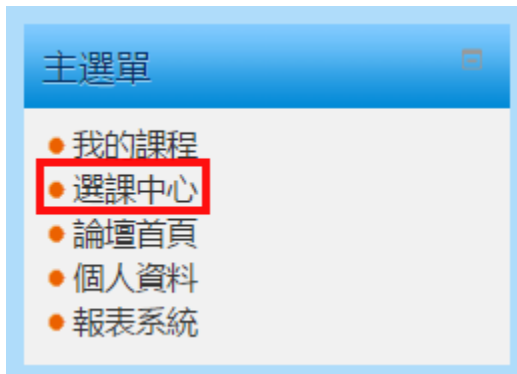 主選單
我的課程
選課中心
論壇首頁
個人資料
報表系統